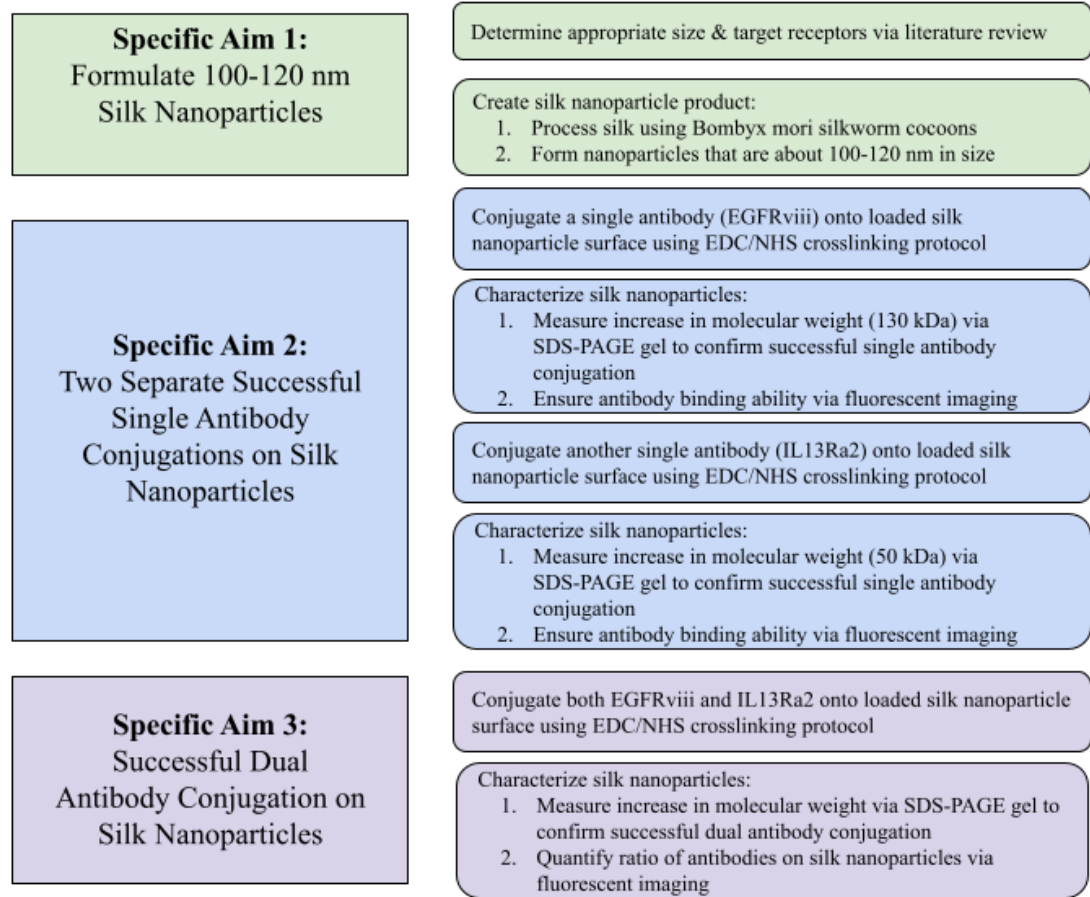 Specific Aim 1:
Formulate 100-120 nm
Silk Nanoparticles
Determine appropriate size & target receptors via literature review
Create silk nanoparticle product:
1. Process silk using Bombyx mori silkworm cocoons
2. Form nanoparticles that are about 100-120 nm in size
Specific Aim 2:
Two Separate Successful
Single Antibody
Conjugations on Silk
Nanoparticles
Conjugate a single antibody (EGFRviii) onto loaded silk
nanoparticle surface using EDC/NHS crosslinking protocol
Characterize silk nanoparticles:
1. Measure increase in molecular weight (130 kDa) via
SDS-PAGE gel to confirm successful single antibody
conjugation
2. Ensure antibody binding ability via fluorescent imaging
Conjugate another single antibody (IL13Ra2) onto loaded silk
nanoparticle surface using EDC/NHS crosslinking protocol
Characterize silk nanoparticles:
1. Measure increase in molecular weight (50 kDa) via
SDS-PAGE gel to confirm successful single antibody
conjugation
2. Ensure antibody binding ability via fluorescent imaging
Specific Aim 3:
Successful Dual
Antibody Conjugation on
Silk Nanoparticles
Conjugate both EGFRviii and IL13Ra2 onto loaded silk nanoparticle
surface using EDC/NHS crosslinking protocol
Characterize silk nanoparticles:
1. Measure increase in molecular weight via SDS-PAGE gel to
confirm successful dual antibody conjugation
2. Quantify ratio of antibodies on silk nanoparticles via
fluorescent imaging